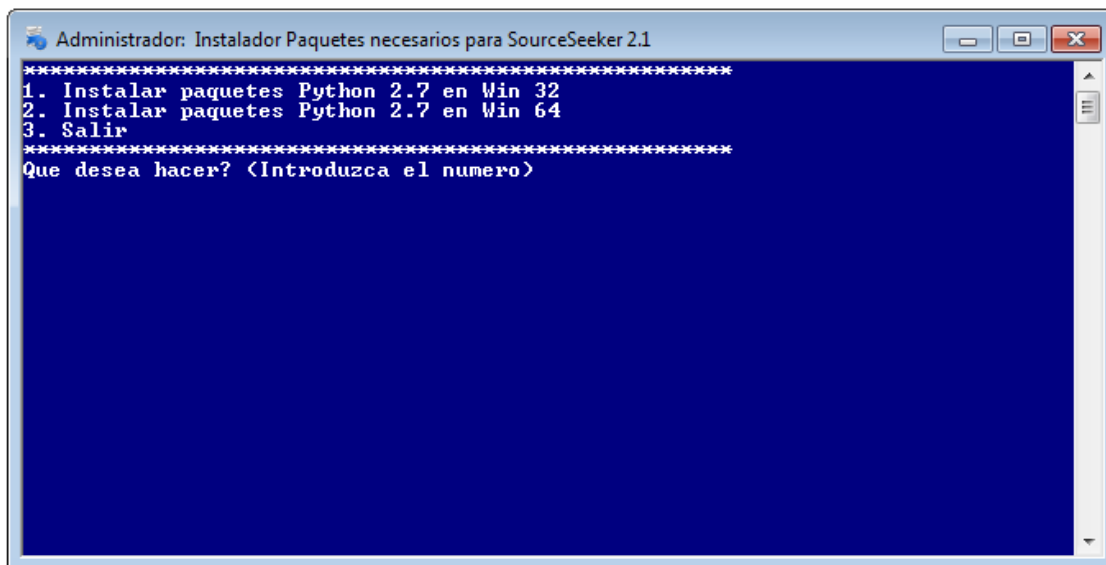 Administrador: Instalador Paquetes necesarios para SourceSeeker 2.1
******************************************************
1. Instalar paquetes Python 2.7 en Win 32
2. Instalar paquetes Python 2.7 en Win 64
3. Salir
******************************************************
Que desea hacer? (Introduzca el numero)